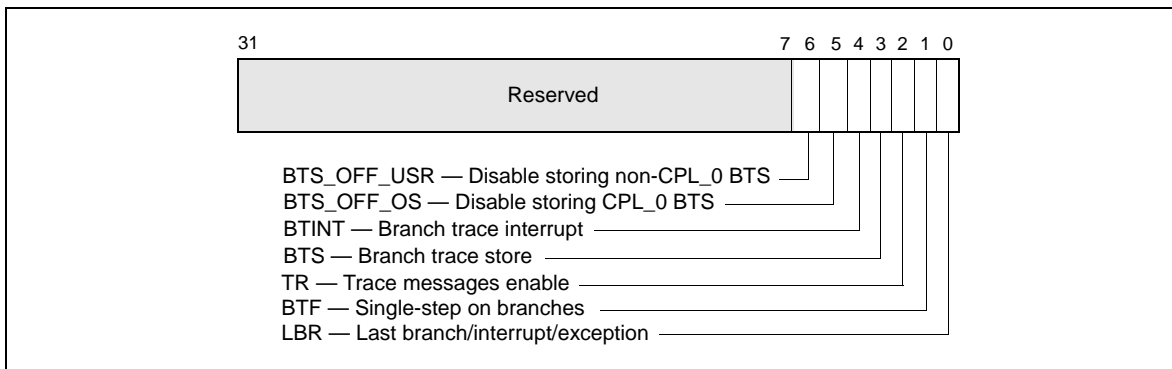 31 7 6 5 4 3 2 1 0
Reserved
BTS_OFF_USR — Disable storing non-CPL_0 BTS
BTS_OFF_OS — Disable storing CPL_0 BTS
BTINT — Branch trace interrupt
BTS — Branch trace store
TR — Trace messages enable
BTF — Single-step on branches
LBR — Last branch/interrupt/exception